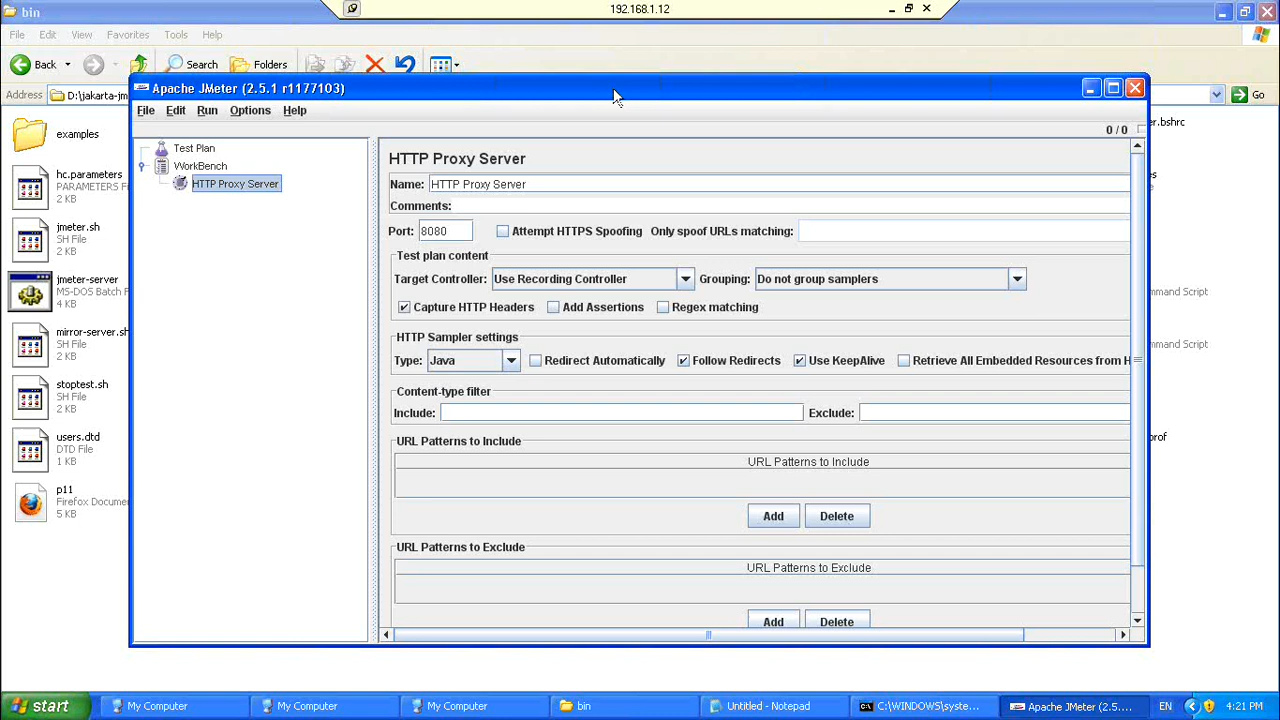 bin
192.168.1.12
File Edit View Favorites Tools Help
Back Search Folders
Address D:\jakarta-jm Go
Apache JMeter (2.5.1 r1177103)
File Edit Run Options Help
0 / 0
examples
hc.parameters
PARAMETERS Fi
2 KB
jmeter.sh
SH File
2 KB
jmeter-server
MS-DOS Batch F
4 KB
mirror-server.sh
SH File
2 KB
stoptest.sh
SH File
2 KB
users.dtd
DTD File
1 KB
p11
Firefox Documen
5 KB
Test Plan
WorkBench
HTTP Proxy Server
HTTP Proxy Server
Name: HTTP Proxy Server
Comments:
Port: 8080 Attempt HTTPS Spoofing Only spoof URLs matching:
Test plan content
Target Controller: Use Recording Controller Grouping: Do not group samplers
Capture HTTP Headers Add Assertions Regex matching
HTTP Sampler settings
Type: Java Redirect Automatically Follow Redirects Use KeepAlive Retrieve All Embedded Resources from H
Content-type filter
Include: Exclude:
URL Patterns to Include
URL Patterns to Include
Add Delete
URL Patterns to Exclude
URL Patterns to Exclude
Add Delete
er.bshrc
mmand Script
mmand Script
prof
start My Computer My Computer My Computer bin Untitled - Notepad C:\WINDOWS\syste... Apache JMeter (2.5.... EN 4:21 PM